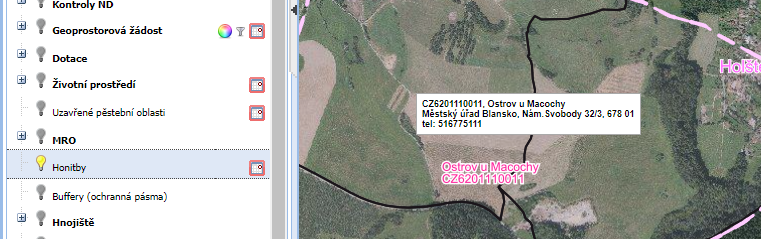 Kontroly ND
Geoprostorová žádost
Dotace
Životní prostředí
Uzavřené pěstební oblasti
MRO
Honitby
Buffery (ochranná pásma)
Hnojiště
CZ6201110011, Ostrov u Macochy
Městský úřad Blansko, Nám.Svobody 32/3, 678 01
tel: 516775111
Ostrov u Macochy
CZ6201110011